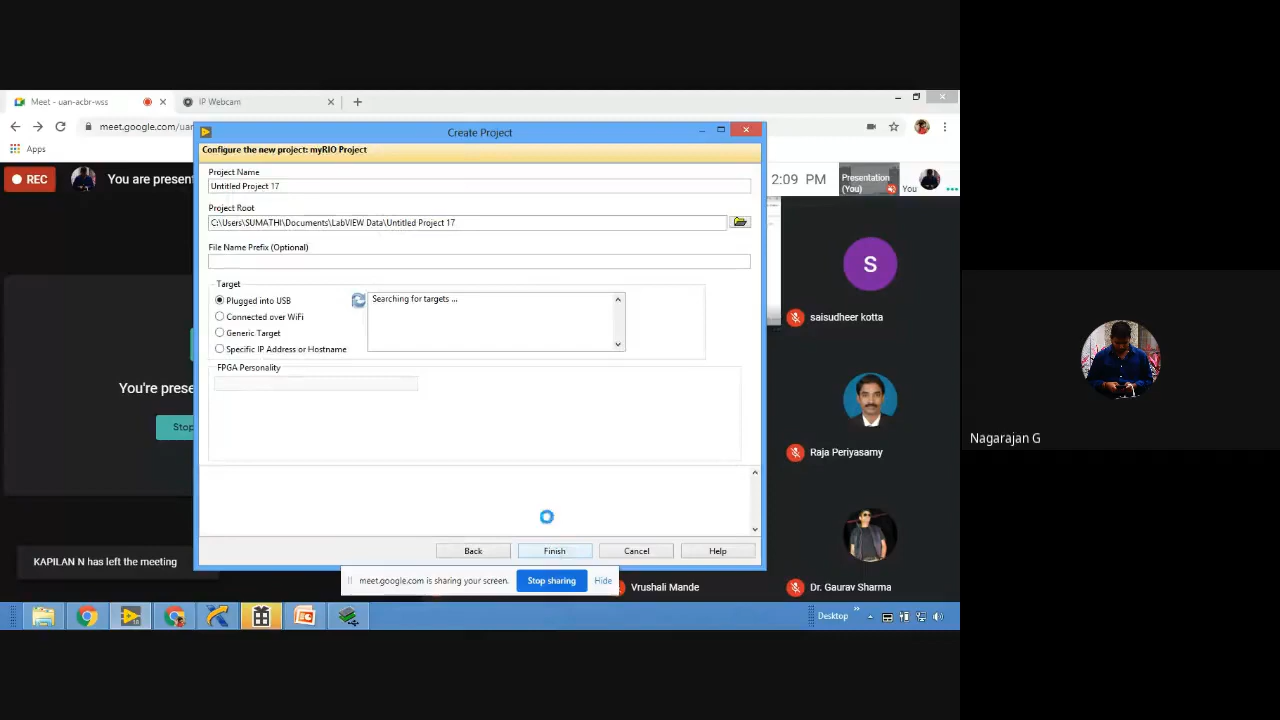 Meet - uan-acbr-wss
IP Webcam
meet.google.com/uan
Apps
REC
You are presen
2:09 PM
Presentation
(You)
You
Create Project
Configure the new project: myRIO Project
Project Name
Untitled Project 17
Project Root
C:\Users\SUMATHI\Documents\LabVIEW Data\Untitled Project 17
File Name Prefix (Optional)
Target
Plugged into USB
Connected over WiFi
Generic Target
Specific IP Address or Hostname
Searching for targets ...
FPGA Personality
You're prese
Stop
KAPILAN N has left the meeting
Back
Finish
Cancel
Help
meet.google.com is sharing your screen.
Stop sharing
Hide
S
saisudheer kotta
Raja Periyasamy
Vrushali Mande
Dr. Gaurav Sharma
Nagarajan G
Desktop